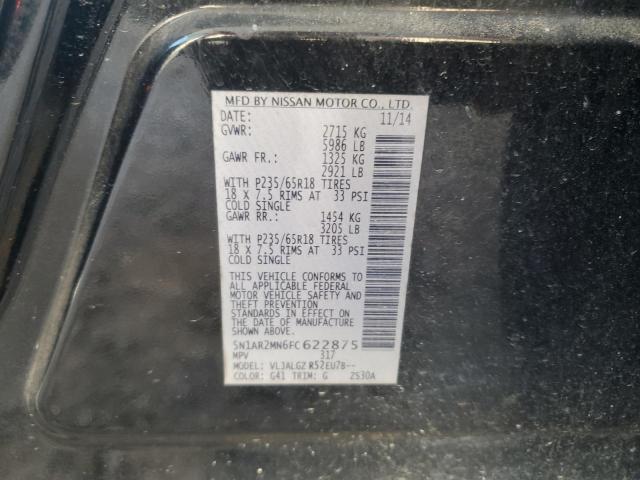 MFD BY NISSAN MOTOR CO., LTD.
DATE: 11/14
GVWR: 2715 KG
5986 LB
GAWR FR.: 1325 KG
2921 LB
WITH P235/65R18 TIRES
18 X 7.5 RIMS AT 33 PSI
COLD SINGLE
GAWR RR.: 1454 KG
3205 LB
WITH P235/65R18 TIRES
18 X 7.5 RIMS AT 33 PSI
COLD SINGLE
THIS VEHICLE CONFORMS TO
ALL APPLICABLE FEDERAL
MOTOR VEHICLE SAFETY AND
THEFT PREVENTION
STANDARDS IN EFFECT ON
THE DATE OF MANUFACTURE
SHOWN ABOVE.
5N1AR2MN6FC622875
MPV 317
MODEL: VLJALGZ R52EU7B--
COLOR: G41 TRIM: G 2530A